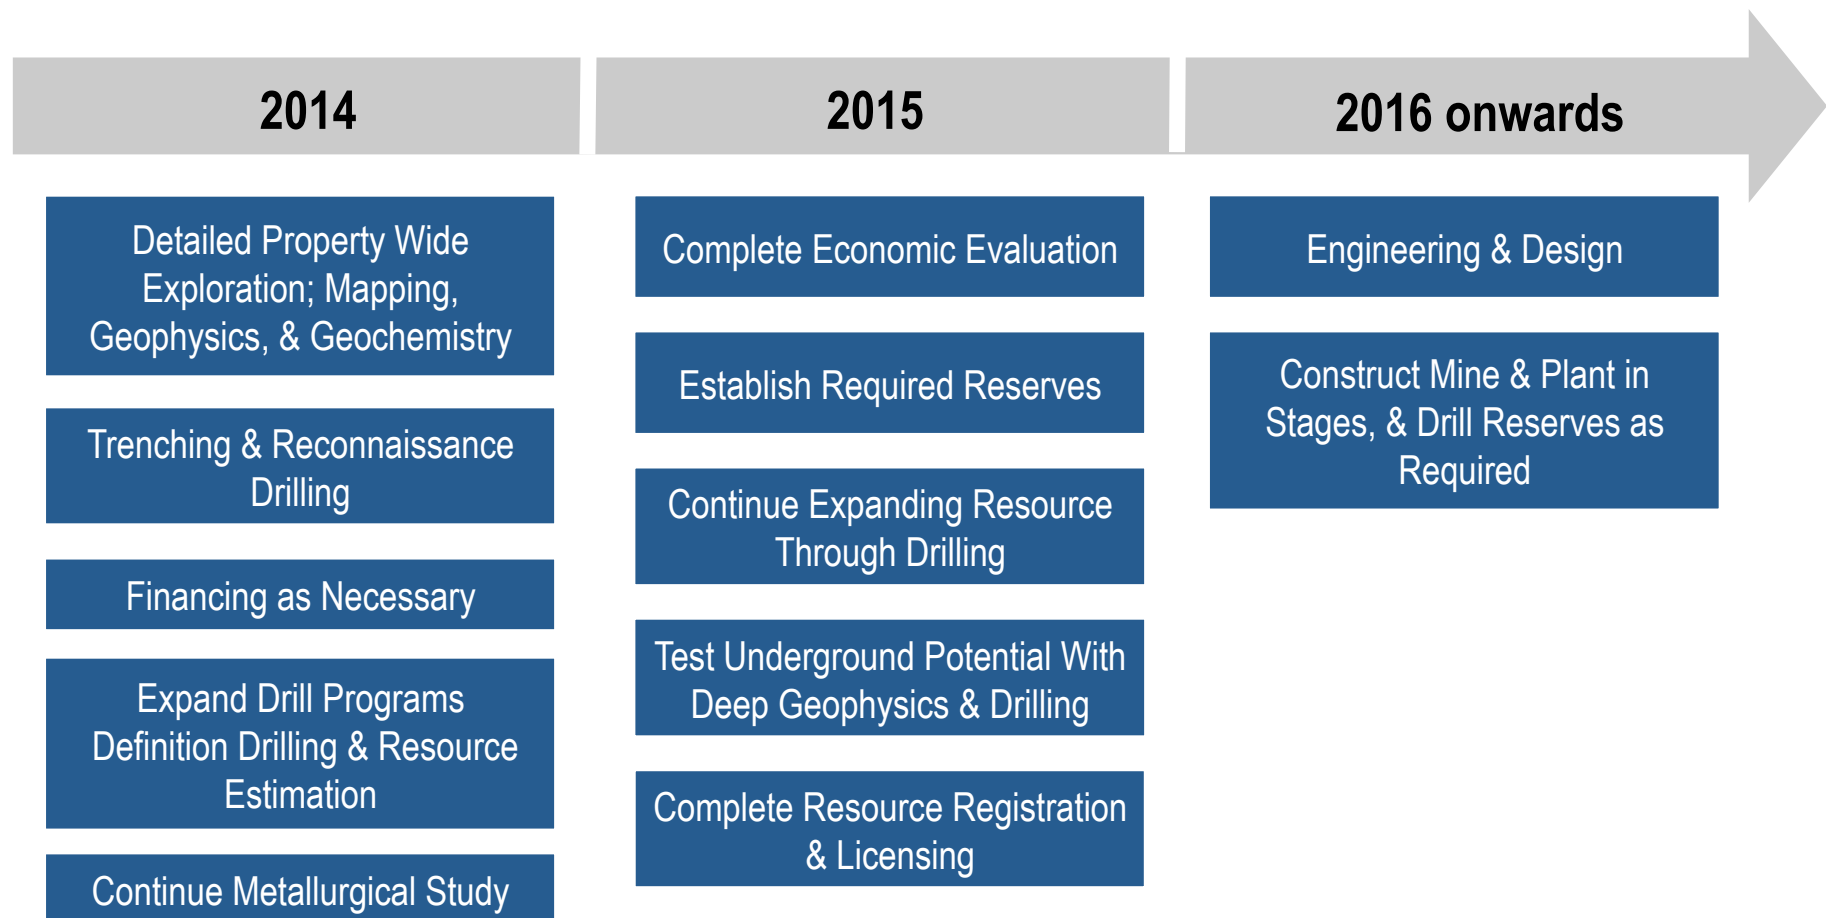 2014
2015
2016 onwards
Detailed Property Wide
Exploration; Mapping,
Geophysics, & Geochemistry
Trenching & Reconnaissance
Drilling
Financing as Necessary
Expand Drill Programs
Definition Drilling & Resource
Estimation
Continue Metallurgical Study
Complete Economic Evaluation
Establish Required Reserves
Continue Expanding Resource
Through Drilling
Test Underground Potential With
Deep Geophysics & Drilling
Complete Resource Registration
& Licensing
Engineering & Design
Construct Mine & Plant in
Stages, & Drill Reserves as
Required